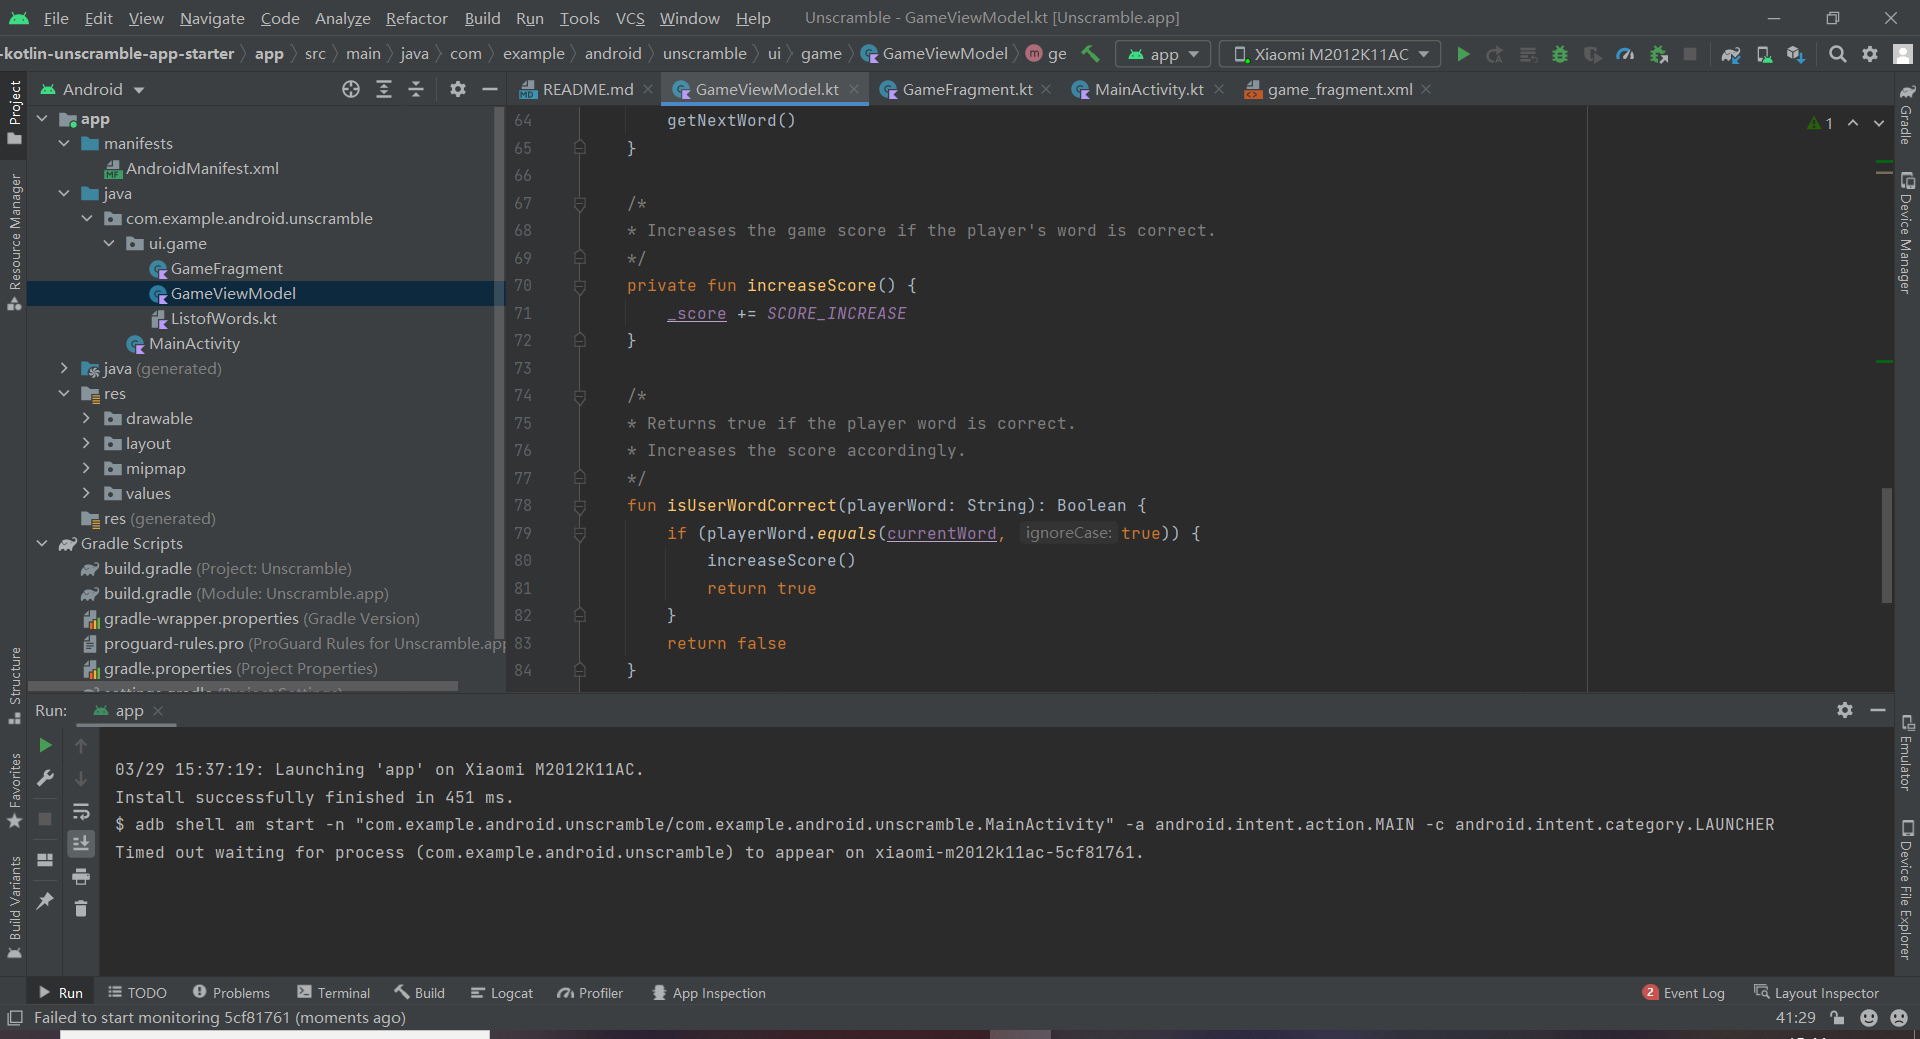 File Edit View Navigate Code Analyze Refactor Build Run Tools VCS Window Help Unscramble - GameViewModel.kt [Unscramble.app]
-kotlin-unscramble-app-starter app src main java com example android unscramble ui game GameViewModel m ge app Xiaomi M2012K11AC
Project
Resource Manager
Structure
Favorites
Build Variants
Android
app
manifests
AndroidManifest.xml
java
com.example.android.unscramble
ui.game
GameFragment
GameViewModel
ListofWords.kt
MainActivity
java (generated)
res
drawable
layout
mipmap
values
res (generated)
Gradle Scripts
build.gradle (Project: Unscramble)
build.gradle (Module: Unscramble.app)
gradle-wrapper.properties (Gradle Version)
proguard-rules.pro (ProGuard Rules for Unscramble.app
gradle.properties (Project Properties)
settings.gradle (Project Settings)
README.md GameViewModel.kt GameFragment.kt MainActivity.kt game_fragment.xml
1
64 getNextWord()
65 }
66
67 /*
68 * Increases the game score if the player's word is correct.
69 */
70 private fun increaseScore() {
71 _score += SCORE_INCREASE
72 }
73
74 /*
75 * Returns true if the player word is correct.
76 * Increases the score accordingly.
77 */
78 fun isUserWordCorrect(playerWord: String): Boolean {
79 if (playerWord.equals(currentWord, ignoreCase: true)) {
80 increaseScore()
81 return true
82 }
83 return false
84 }
Gradle
Device Manager
Emulator
Device File Explorer
Run: app
03/29 15:37:19: Launching 'app' on Xiaomi M2012K11AC.
Install successfully finished in 451 ms.
$ adb shell am start -n "com.example.android.unscramble/com.example.android.unscramble.MainActivity" -a android.intent.action.MAIN -c android.intent.category.LAUNCHER
Timed out waiting for process (com.example.android.unscramble) to appear on xiaomi-m2012k11ac-5cf81761.
Run TODO Problems Terminal Build Logcat Profiler App Inspection 2 Event Log Layout Inspector
Failed to start monitoring 5cf81761 (moments ago) 41:29